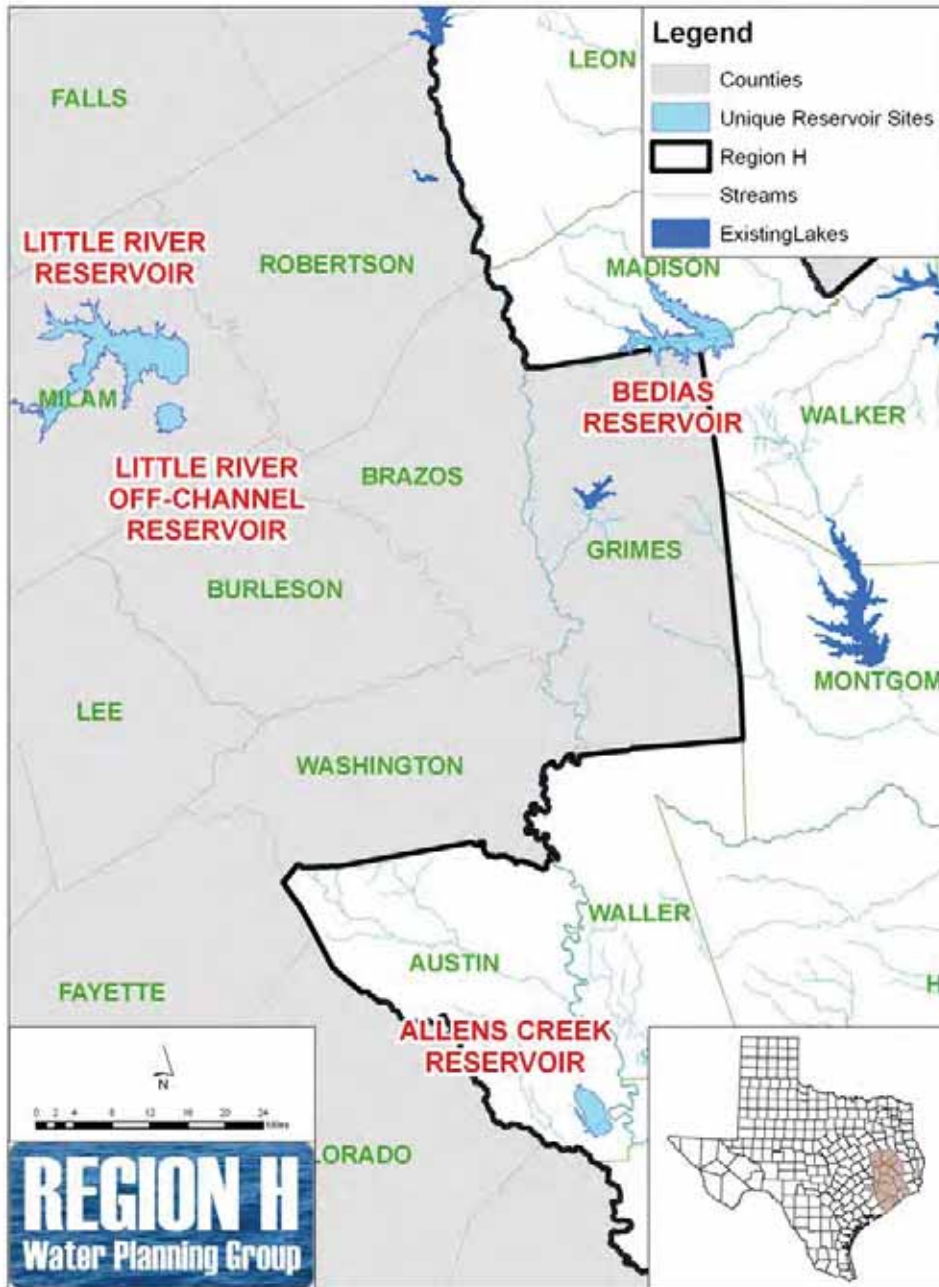 Legend
Counties
Unique Reservoir Sites
Region H
Streams
ExistingLakes
LEON
FALLS
LITTLE RIVER
RESERVOIR
ROBERTSON
MADISON
MILAM
BEDIAS
RESERVOIR
WALKER
LITTLE RIVER
OFF-CHANNEL
RESERVOIR
BRAZOS
GRIMES
BURLESON
MONTGOM
LEE
WASHINGTON
WALLER
AUSTIN
FAYETTE
H
ALLENS CREEK
RESERVOIR
N
0 2 4 8 12 16 20 24
Miles
LORADO
REGION H
Water Planning Group